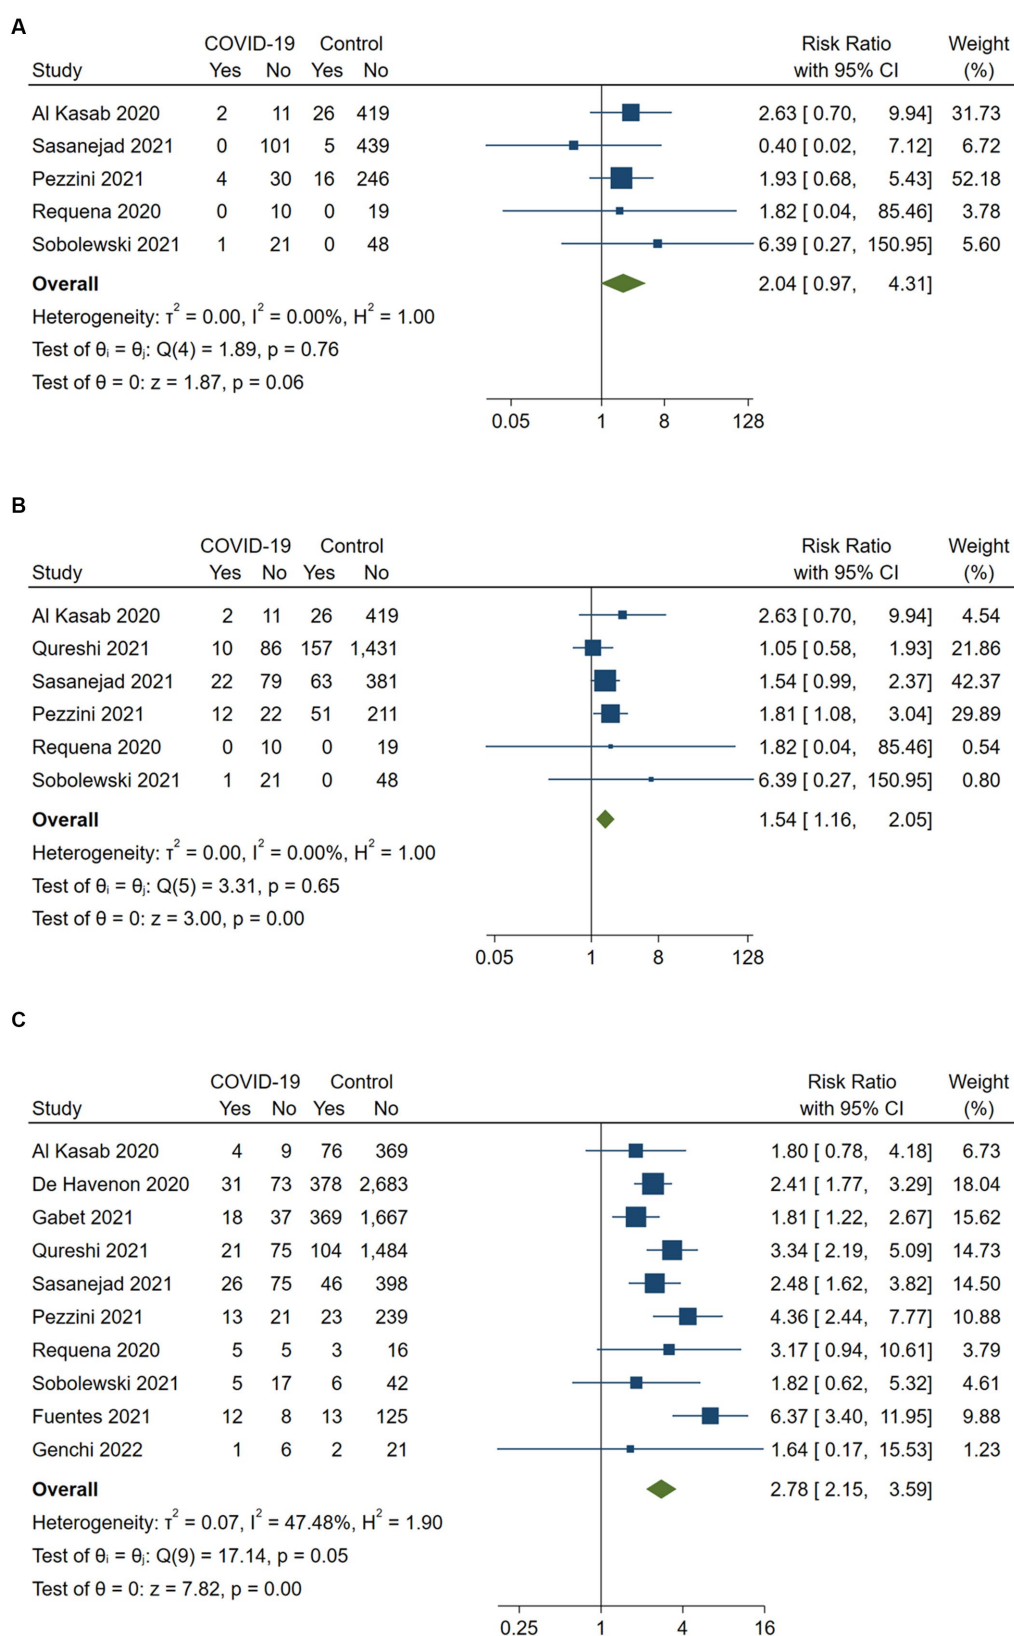 A
COVID-19 Control Risk Ratio Weight
Study Yes No Yes No with 95% CI (%)
Al Kasab 2020 2 11 26 419 2.63 [ 0.70, 9.94] 31.73
Sasanejad 2021 0 101 5 439 0.40 [ 0.02, 7.12] 6.72
Pezzini 2021 4 30 16 246 1.93 [ 0.68, 5.43] 52.18
Requena 2020 0 10 0 19 1.82 [ 0.04, 85.46] 3.78
Sobolewski 2021 1 21 0 48 6.39 [ 0.27, 150.95] 5.60
Overall 2.04 [ 0.97, 4.31]
Heterogeneity: τ² = 0.00, I² = 0.00%, H² = 1.00
Test of θᵢ = θⱼ: Q(4) = 1.89, p = 0.76
Test of θ = 0: z = 1.87, p = 0.06
0.05 1 8 128
B
COVID-19 Control Risk Ratio Weight
Study Yes No Yes No with 95% CI (%)
Al Kasab 2020 2 11 26 419 2.63 [ 0.70, 9.94] 4.54
Qureshi 2021 10 86 157 1,431 1.05 [ 0.58, 1.93] 21.86
Sasanejad 2021 22 79 63 381 1.54 [ 0.99, 2.37] 42.37
Pezzini 2021 12 22 51 211 1.81 [ 1.08, 3.04] 29.89
Requena 2020 0 10 0 19 1.82 [ 0.04, 85.46] 0.54
Sobolewski 2021 1 21 0 48 6.39 [ 0.27, 150.95] 0.80
Overall 1.54 [ 1.16, 2.05]
Heterogeneity: τ² = 0.00, I² = 0.00%, H² = 1.00
Test of θᵢ = θⱼ: Q(5) = 3.31, p = 0.65
Test of θ = 0: z = 3.00, p = 0.00
0.05 1 8 128
C
COVID-19 Control Risk Ratio Weight
Study Yes No Yes No with 95% CI (%)
Al Kasab 2020 4 9 76 369 1.80 [ 0.78, 4.18] 6.73
De Havenon 2020 31 73 378 2,683 2.41 [ 1.77, 3.29] 18.04
Gabet 2021 18 37 369 1,667 1.81 [ 1.22, 2.67] 15.62
Qureshi 2021 21 75 104 1,484 3.34 [ 2.19, 5.09] 14.73
Sasanejad 2021 26 75 46 398 2.48 [ 1.62, 3.82] 14.50
Pezzini 2021 13 21 23 239 4.36 [ 2.44, 7.77] 10.88
Requena 2020 5 5 3 16 3.17 [ 0.94, 10.61] 3.79
Sobolewski 2021 5 17 6 42 1.82 [ 0.62, 5.32] 4.61
Fuentes 2021 12 8 13 125 6.37 [ 3.40, 11.95] 9.88
Genchi 2022 1 6 2 21 1.64 [ 0.17, 15.53] 1.23
Overall 2.78 [ 2.15, 3.59]
Heterogeneity: τ² = 0.07, I² = 47.48%, H² = 1.90
Test of θᵢ = θⱼ: Q(9) = 17.14, p = 0.05
Test of θ = 0: z = 7.82, p = 0.00
0.25 1 4 16